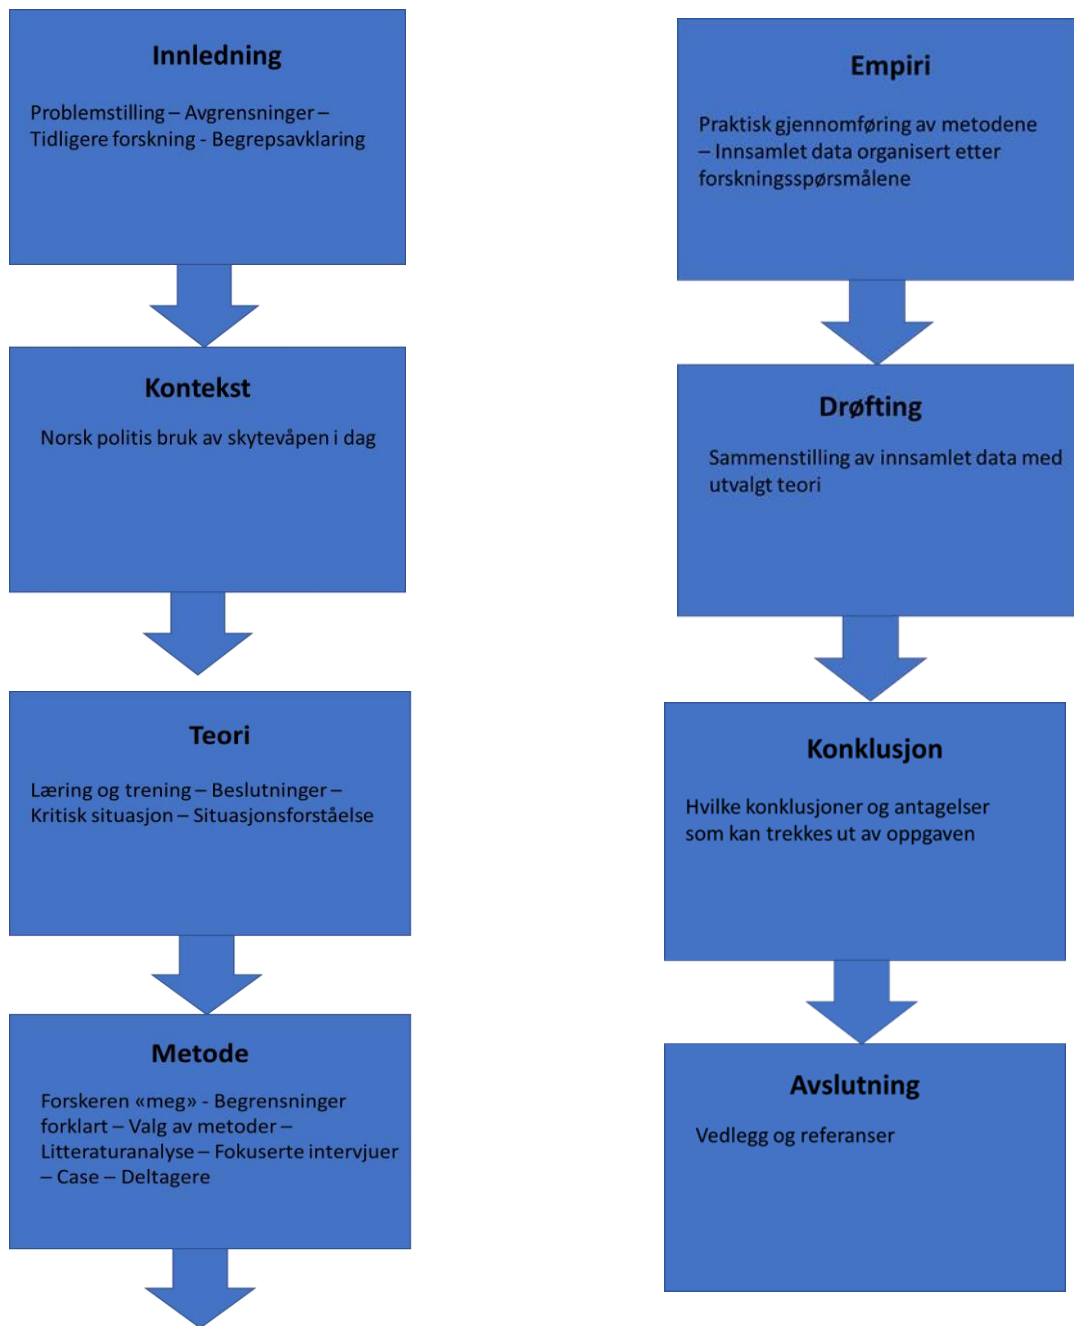 Innledning
Problemstilling – Avgrensninger –
Tidligere forskning - Begrepsavklaring
Kontekst
Norsk politis bruk av skytevåpen i dag
Teori
Læring og trening – Beslutninger –
Kritisk situasjon – Situasjonsforståelse
Metode
Forskeren «meg» - Begrensninger
forklart – Valg av metoder –
Litteraturanalyse – Fokuserte intervjuer
– Case – Deltagere
Empiri
Praktisk gjennomføring av metodene
– Innsamlet data organisert etter
forskningsspørsmålene
Drøfting
Sammenstilling av innsamlet data med
utvalgt teori
Konklusjon
Hvilke konklusjoner og antagelser
som kan trekkes ut av oppgaven
Avslutning
Vedlegg og referanser